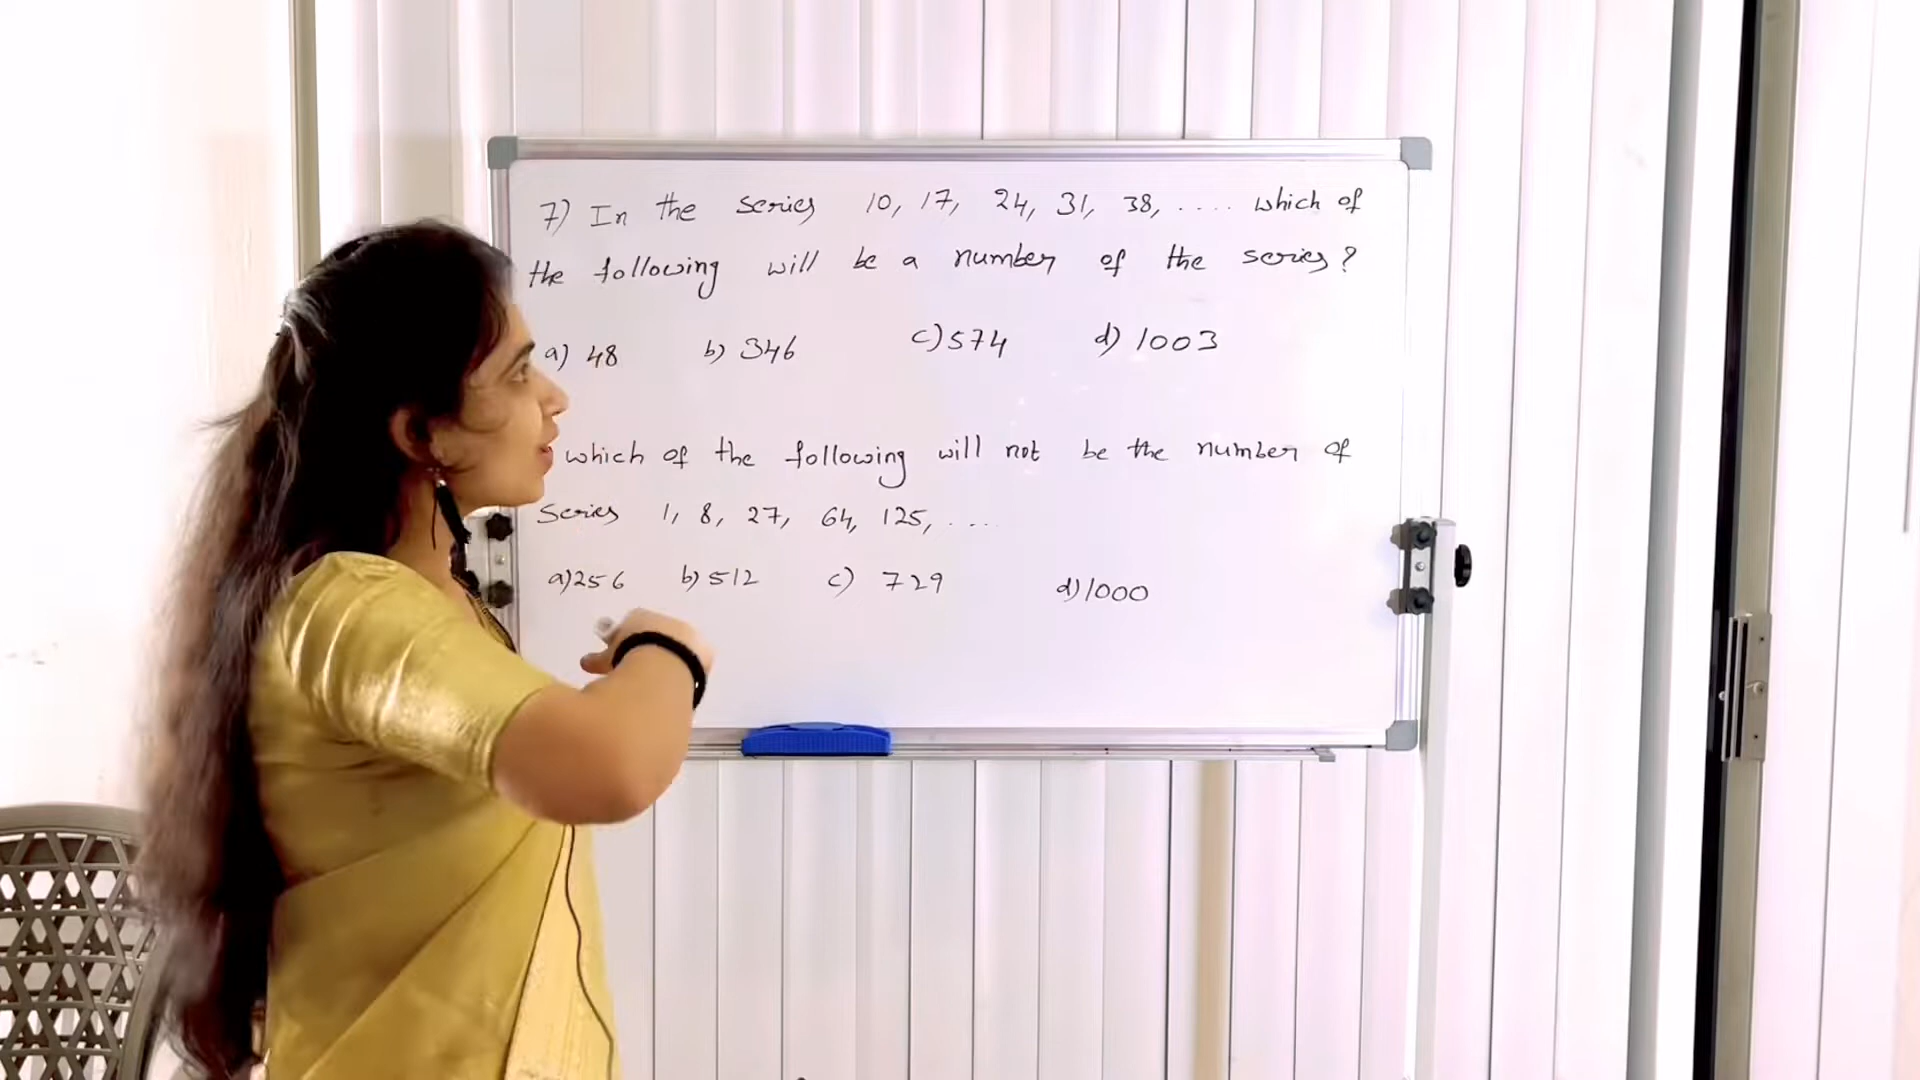 7) In the series 10, 17, 24, 31, 38, .... which of
the following will be a number of the series?
a) 48 b) 346 c) 574 d) 1003
which of the following will not be the number of
series 1, 8, 27, 64, 125, ....
a) 256 b) 512 c) 729 d) 1000